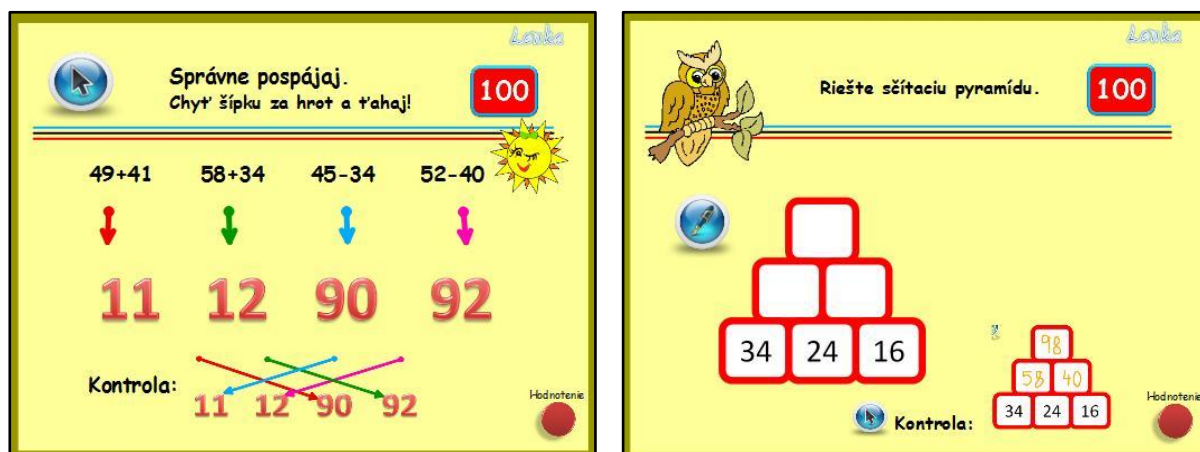 Lenka
Správne pospájaj.
Chyť šípku za hrot a ťahaj!
100
49+41 58+34 45-34 52-40
11 12 90 92
Kontrola:
11 12 90 92
Hodnotenie
Lenka
Riešte sčítaciu pyramídu.
100
34 24 16
98
58 40
34 24 16
Kontrola:
Hodnotenie